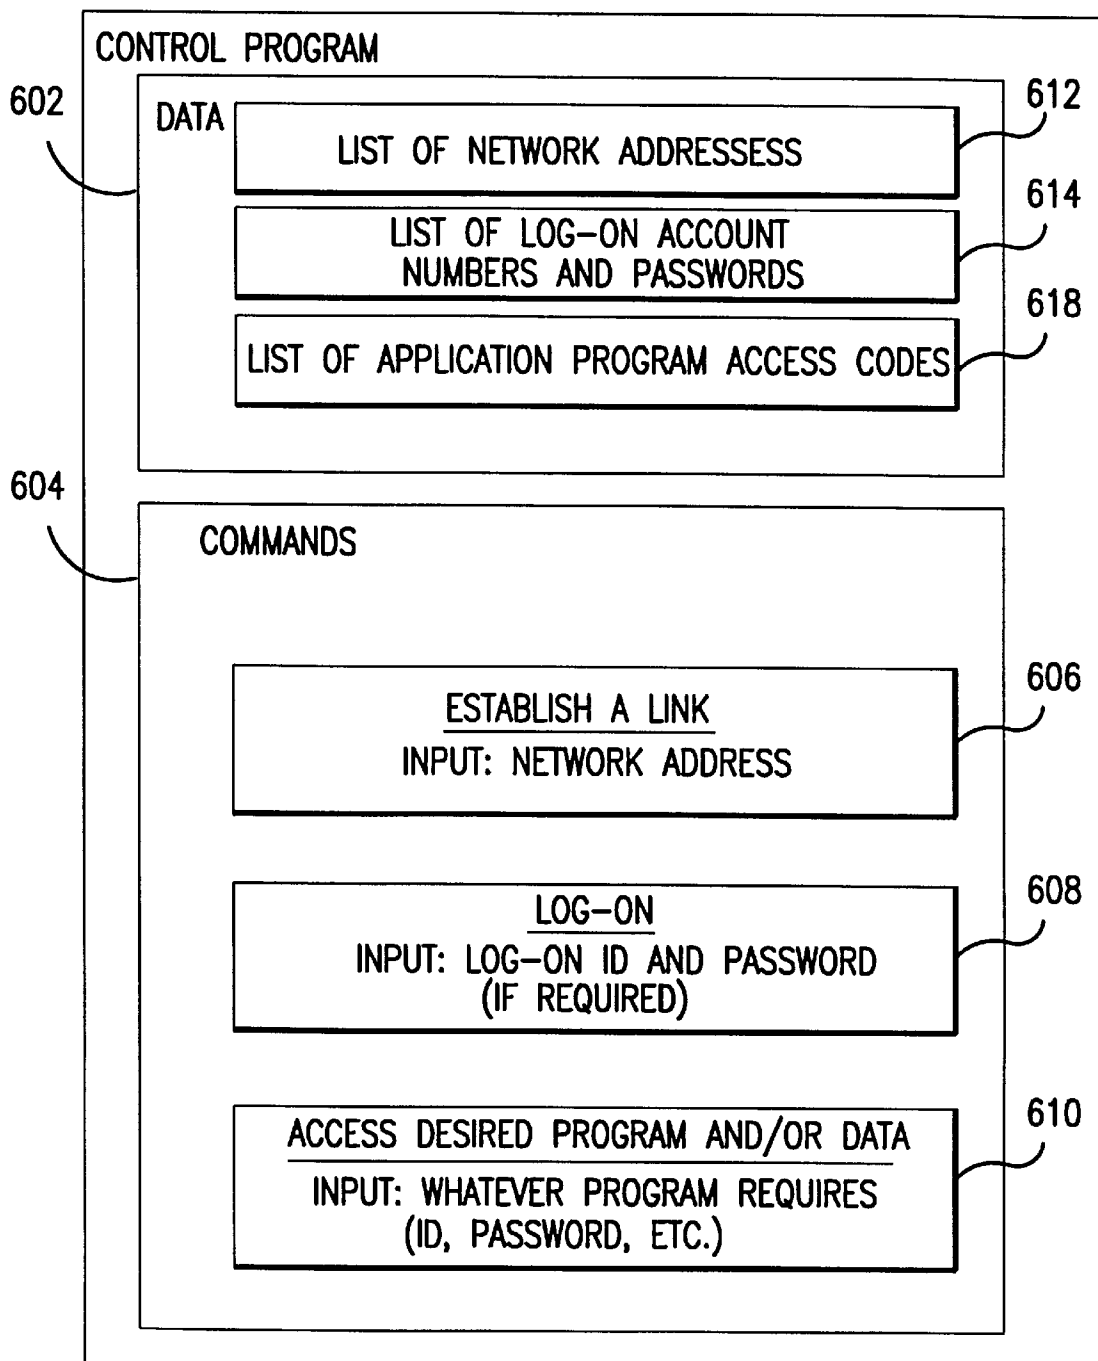 CONTROL PROGRAM
602
DATA
612
LIST OF NETWORK ADDRESSESS
614
LIST OF LOG-ON ACCOUNT
NUMBERS AND PASSWORDS
618
LIST OF APPLICATION PROGRAM ACCESS CODES
604
COMMANDS
606
ESTABLISH A LINK
INPUT: NETWORK ADDRESS
608
LOG-ON
INPUT: LOG-ON ID AND PASSWORD
(IF REQUIRED)
610
ACCESS DESIRED PROGRAM AND/OR DATA
INPUT: WHATEVER PROGRAM REQUIRES
(ID, PASSWORD, ETC.)